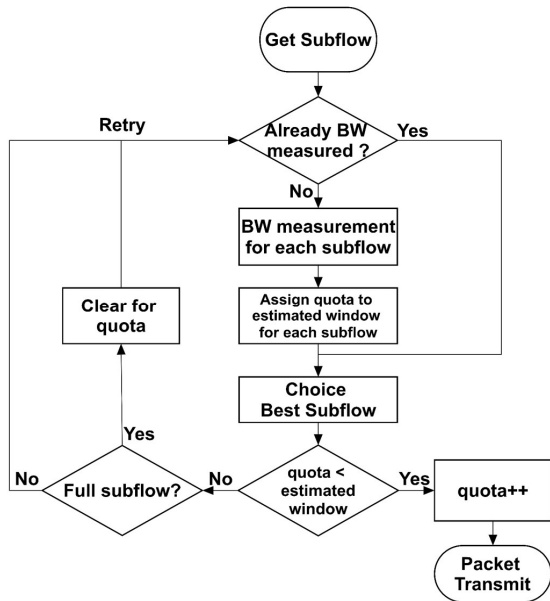 Get Subflow
Retry
Already BW
measured ?
Yes
No
BW measurement
for each subflow
Clear for
quota
Assign quota to
estimated window
for each subflow
Choice
Best Subflow
Yes
No
Full subflow?
No
quota <
estimated
window
Yes
quota++
Packet
Transmit